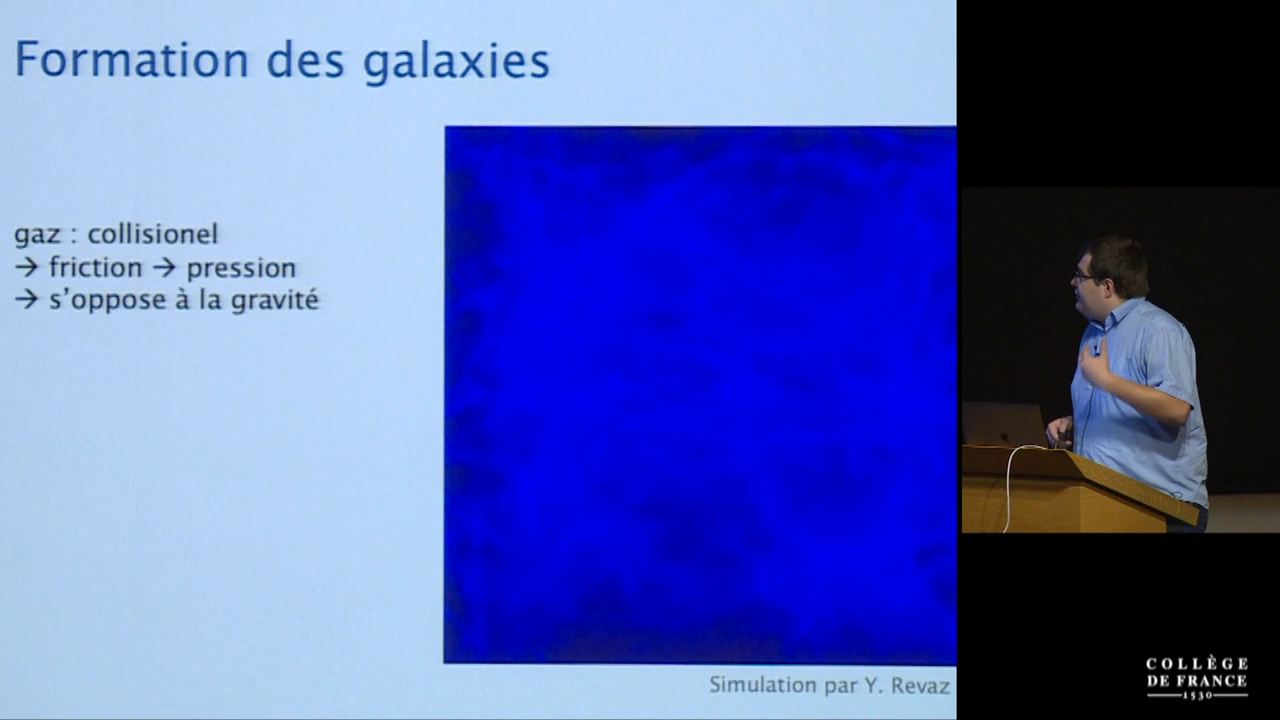 Formation des galaxies
gaz : collisionel
→ friction → pression
→ s'oppose à la gravité
Simulation par Y. Revaz
COLLÈGE
DE FRANCE
1530